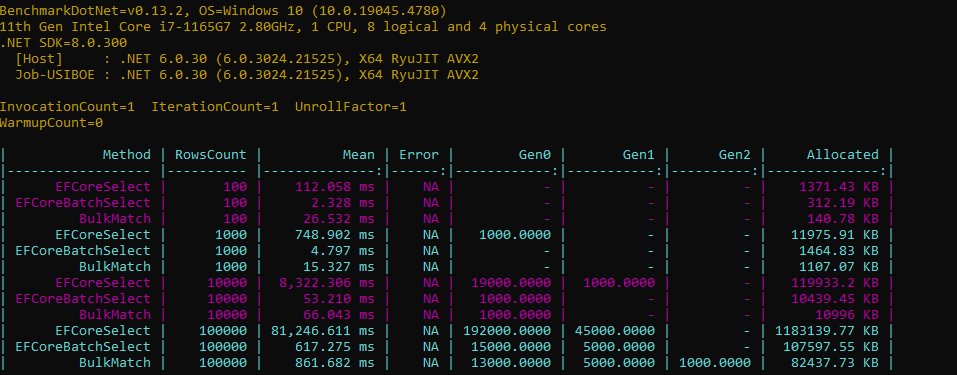 BenchmarkDotNet=v0.13.2, OS=Windows 10 (10.0.19045.4780)
11th Gen Intel Core i7-1165G7 2.80GHz, 1 CPU, 8 logical and 4 physical cores
.NET SDK=8.0.300
  [Host]     : .NET 6.0.30 (6.0.3024.21525), X64 RyuJIT AVX2
  Job-USIBOE : .NET 6.0.30 (6.0.3024.21525), X64 RyuJIT AVX2
InvocationCount=1  IterationCount=1  UnrollFactor=1
WarmupCount=0
|            Method | RowsCount |          Mean | Error |        Gen0 |       Gen1 |      Gen2 |     Allocated |
|------------------ |---------- |--------------:|------:|------------:|-----------:|----------:|--------------:|
|      EFCoreSelect |       100 |    112.058 ms |    NA |           - |          - |         - |    1371.43 KB |
| EFCoreBatchSelect |       100 |      2.328 ms |    NA |           - |          - |         - |     312.19 KB |
|         BulkMatch |       100 |     26.532 ms |    NA |           - |          - |         - |     140.78 KB |
|      EFCoreSelect |      1000 |    748.902 ms |    NA |   1000.0000 |          - |         - |   11975.91 KB |
| EFCoreBatchSelect |      1000 |      4.797 ms |    NA |           - |          - |         - |    1464.83 KB |
|         BulkMatch |      1000 |     15.327 ms |    NA |           - |          - |         - |    1107.07 KB |
|      EFCoreSelect |     10000 |  8,322.306 ms |    NA |  19000.0000 |  1000.0000 |         - |   119933.2 KB |
| EFCoreBatchSelect |     10000 |     53.210 ms |    NA |   1000.0000 |          - |         - |   10439.45 KB |
|         BulkMatch |     10000 |     66.043 ms |    NA |   1000.0000 |          - |         - |      10996 KB |
|      EFCoreSelect |    100000 | 81,246.611 ms |    NA | 192000.0000 | 45000.0000 |         - | 1183139.77 KB |
| EFCoreBatchSelect |    100000 |    617.275 ms |    NA |  15000.0000 |  5000.0000 |         - |  107597.55 KB |
|         BulkMatch |    100000 |    861.682 ms |    NA |  13000.0000 |  5000.0000 | 1000.0000 |   82437.73 KB |